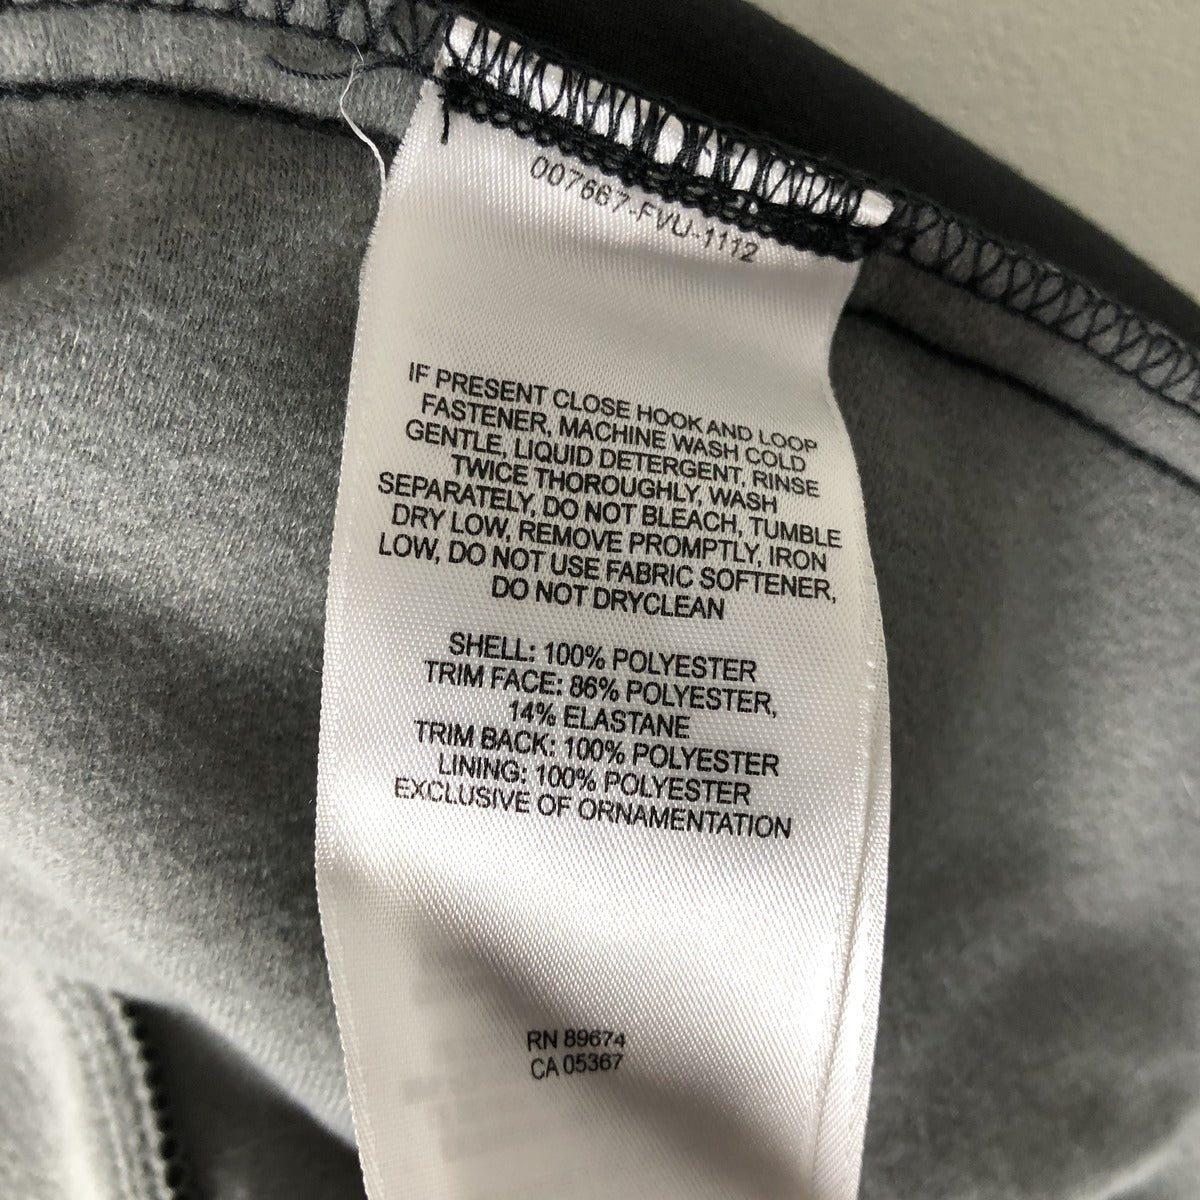 007667-FVU-1112
IF PRESENT CLOSE HOOK AND LOOP
FASTENER, MACHINE WASH COLD
GENTLE, LIQUID DETERGENT, RINSE
TWICE THOROUGHLY, WASH
SEPARATELY, DO NOT BLEACH, TUMBLE
DRY LOW, REMOVE PROMPTLY, IRON
LOW, DO NOT USE FABRIC SOFTENER,
DO NOT DRYCLEAN
SHELL: 100% POLYESTER
TRIM FACE: 86% POLYESTER,
14% ELASTANE
TRIM BACK: 100% POLYESTER
LINING: 100% POLYESTER
EXCLUSIVE OF ORNAMENTATION
RN 89674
CA 05367